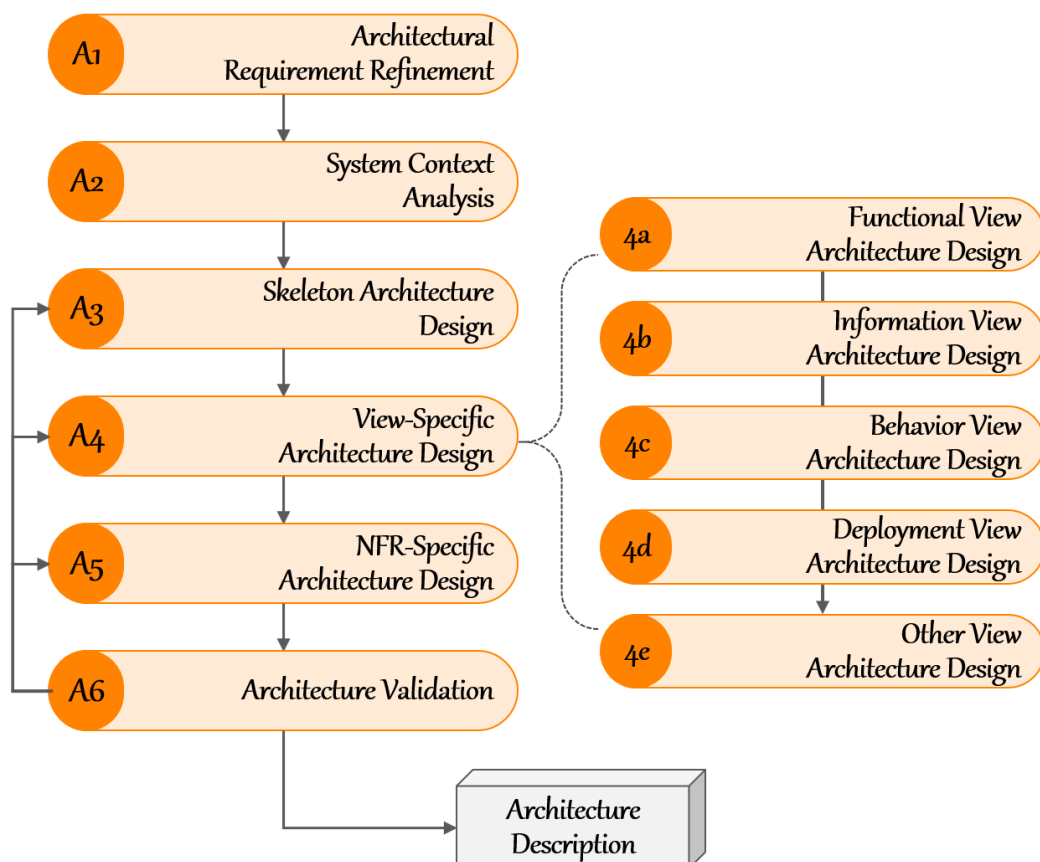 A1
Architectural
Requirement Refinement
A2
System Context
Analysis
A3
Skeleton Architecture
Design
A4
View-Specific
Architecture Design
A5
NFR-Specific
Architecture Design
A6
Architecture Validation
4a
Functional View
Architecture Design
4b
Information View
Architecture Design
4c
Behavior View
Architecture Design
4d
Deployment View
Architecture Design
4e
Other View
Architecture Design
Architecture
Description